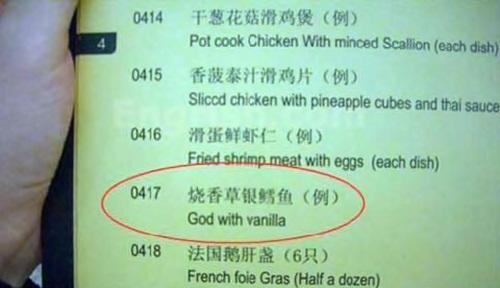 0414 干葱花菇滑鸡煲（例）
Pot cook Chicken With minced Scallion (each dish)
4
0415 香菠泰汁滑鸡片（例）
Sliccd chicken with pineapple cubes and thai sauce
0416 滑蛋鲜虾仁（例）
Fried shrimp meat with eggs (each dish)
0417 烧香草银鳕鱼（例）
God with vanilla
0418 法国鹅肝盏（6只）
French foie Gras (Half a dozen)